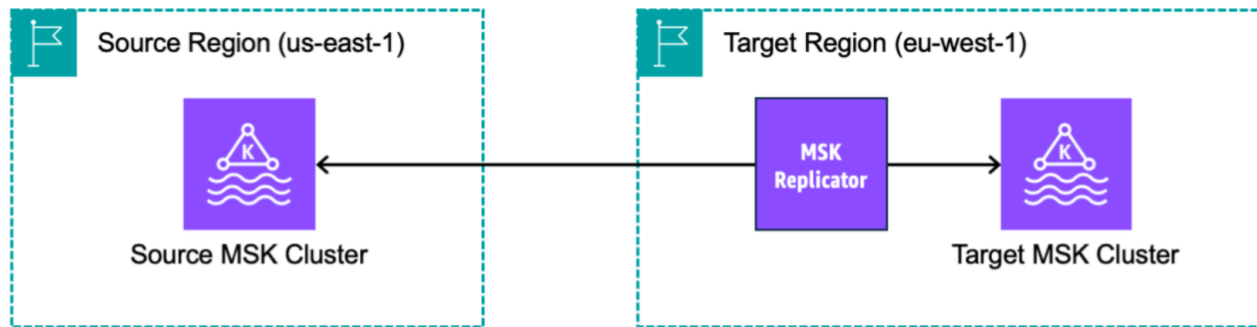 Source Region (us-east-1)
Target Region (eu-west-1)
K
MSK
Replicator
K
Source MSK Cluster
Target MSK Cluster